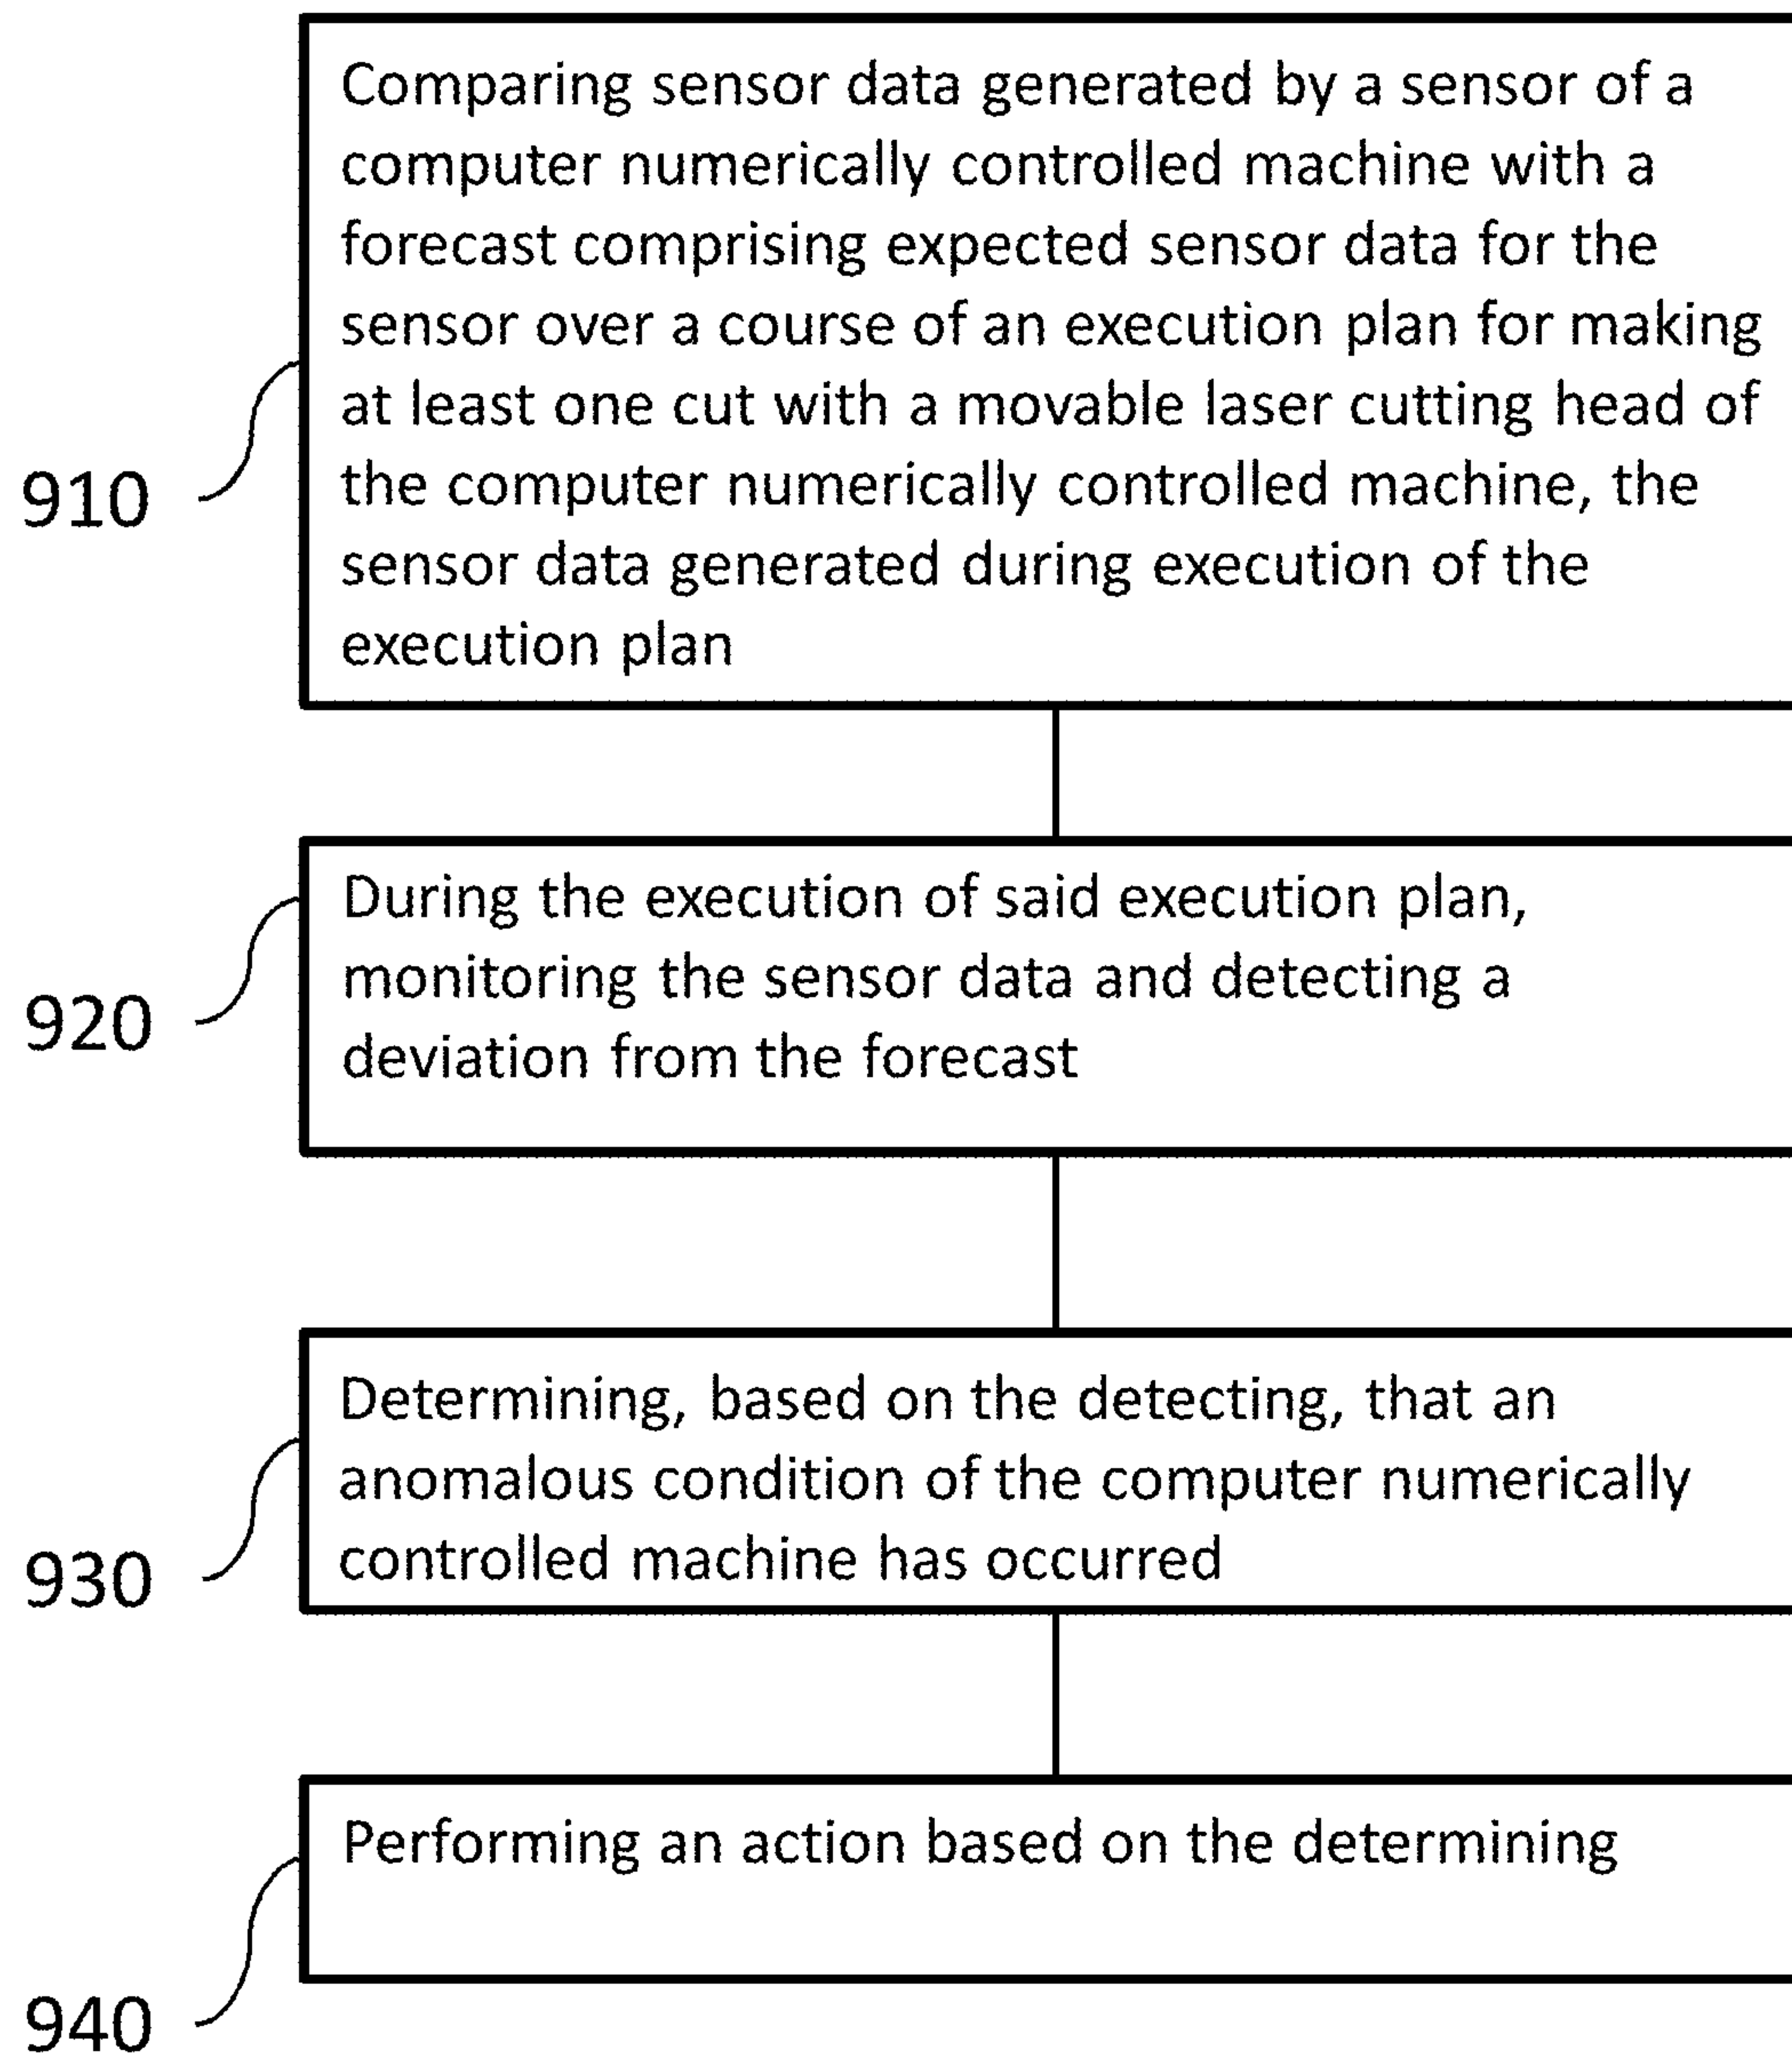 Comparing sensor data generated by a sensor of a
computer numerically controlled machine with a
forecast comprising expected sensor data for the
sensor over a course of an execution plan for making
at least one cut with a movable laser cutting head of
the computer numerically controlled machine, the
sensor data generated during execution of the
execution plan
910
During the execution of said execution plan,
monitoring the sensor data and detecting a
deviation from the forecast
920
Determining, based on the detecting, that an
anomalous condition of the computer numerically
controlled machine has occurred
930
Performing an action based on the determining
940